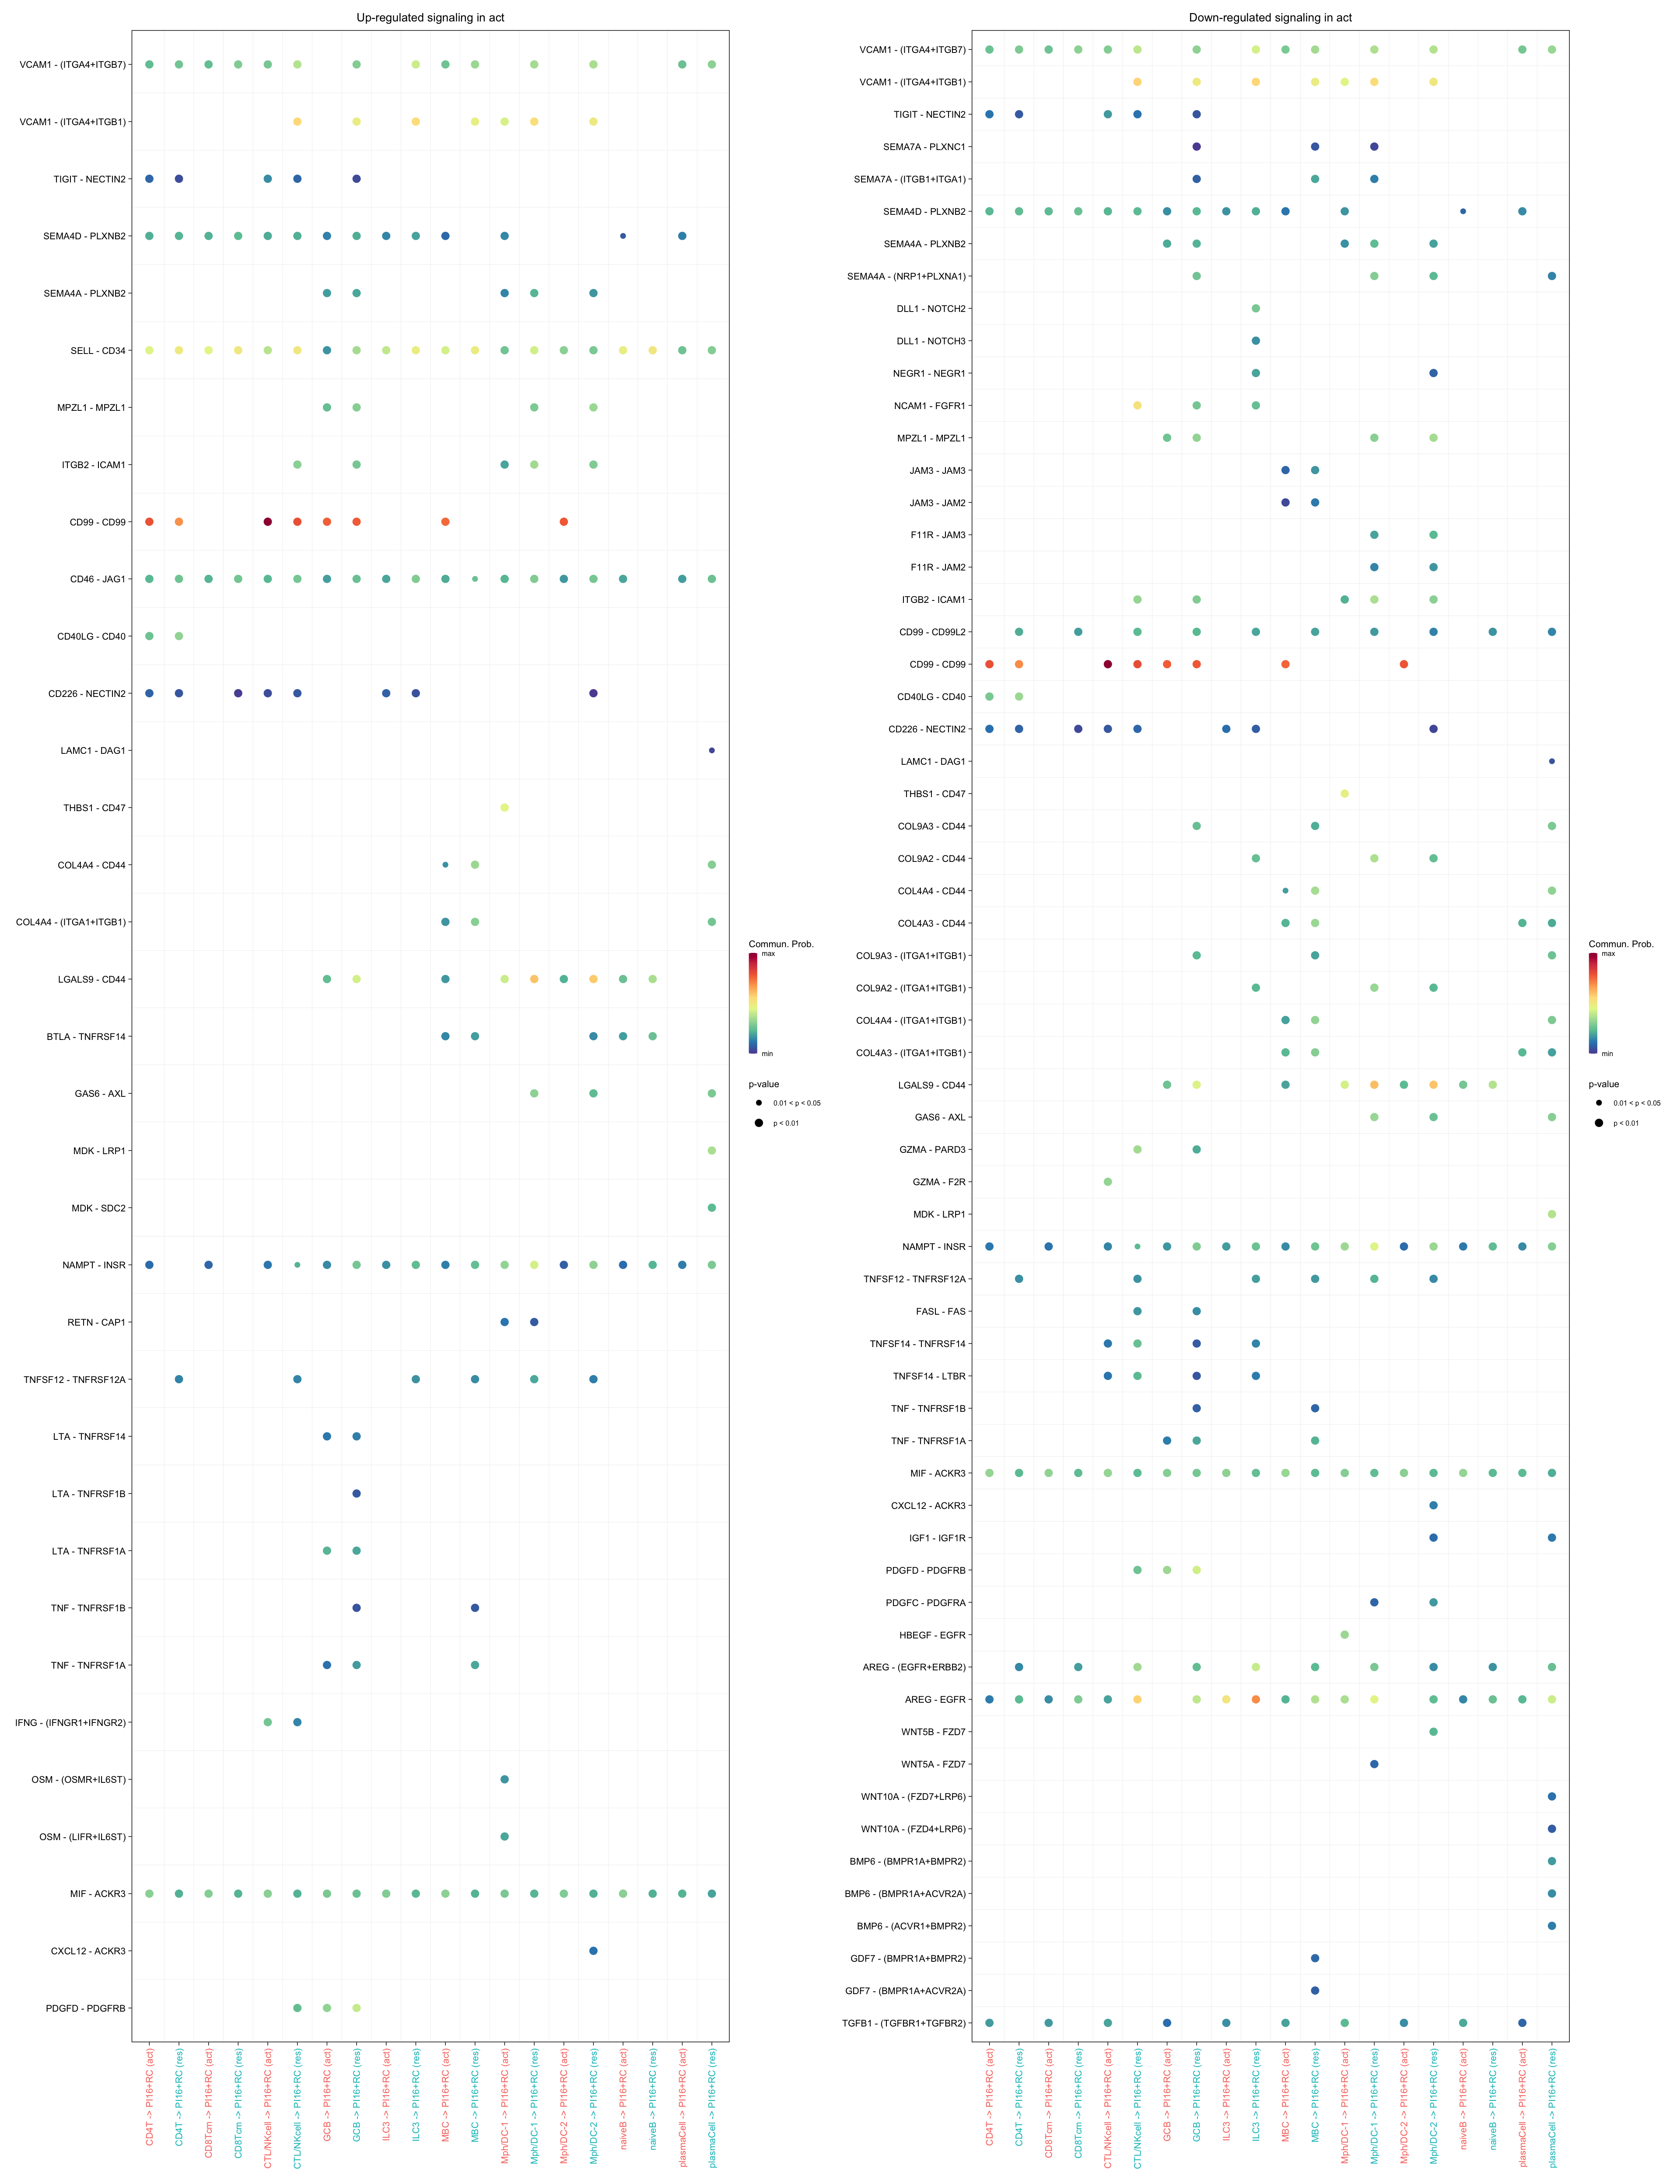 Up-regulated signaling in act
VCAM1 - (ITGA4+ITGB7)
VCAM1 - (ITGA4+ITGB1)
TIGIT - NECTIN2
SEMA4D - PLXNB2
SEMA4A - PLXNB2
SELL - CD34
MPZL1 - MPZL1
ITGB2 - ICAM1
CD99 - CD99
CD46 - JAG1
CD40LG - CD40
CD226 - NECTIN2
LAMC1 - DAG1
THBS1 - CD47
COL4A4 - CD44
COL4A4 - (ITGA1+ITGB1)
LGALS9 - CD44
BTLA - TNFRSF14
GAS6 - AXL
MDK - LRP1
MDK - SDC2
NAMPT - INSR
RETN - CAP1
TNFSF12 - TNFRSF12A
LTA - TNFRSF14
LTA - TNFRSF1B
LTA - TNFRSF1A
TNF - TNFRSF1B
TNF - TNFRSF1A
IFNG - (IFNGR1+IFNGR2)
OSM - (OSMR+IL6ST)
OSM - (LIFR+IL6ST)
MIF - ACKR3
CXCL12 - ACKR3
PDGFD - PDGFRB
CD4T -> PI16+RC (act)
CD4T -> PI16+RC (res)
CD8Tcm -> PI16+RC (act)
CD8Tcm -> PI16+RC (res)
CTL/NKcell -> PI16+RC (act)
CTL/NKcell -> PI16+RC (res)
GCB -> PI16+RC (act)
GCB -> PI16+RC (res)
ILC3 -> PI16+RC (act)
ILC3 -> PI16+RC (res)
MBC -> PI16+RC (act)
MBC -> PI16+RC (res)
Mph/DC-1 -> PI16+RC (act)
Mph/DC-1 -> PI16+RC (res)
Mph/DC-2 -> PI16+RC (act)
Mph/DC-2 -> PI16+RC (res)
naiveB -> PI16+RC (act)
naiveB -> PI16+RC (res)
plasmaCell -> PI16+RC (act)
plasmaCell -> PI16+RC (res)
Commun. Prob.
max
min
p-value
0.01 < p < 0.05
p < 0.01
Down-regulated signaling in act
VCAM1 - (ITGA4+ITGB7)
VCAM1 - (ITGA4+ITGB1)
TIGIT - NECTIN2
SEMA7A - PLXNC1
SEMA7A - (ITGB1+ITGA1)
SEMA4D - PLXNB2
SEMA4A - PLXNB2
SEMA4A - (NRP1+PLXNA1)
DLL1 - NOTCH2
DLL1 - NOTCH3
NEGR1 - NEGR1
NCAM1 - FGFR1
MPZL1 - MPZL1
JAM3 - JAM3
JAM3 - JAM2
F11R - JAM3
F11R - JAM2
ITGB2 - ICAM1
CD99 - CD99L2
CD99 - CD99
CD40LG - CD40
CD226 - NECTIN2
LAMC1 - DAG1
THBS1 - CD47
COL9A3 - CD44
COL9A2 - CD44
COL4A4 - CD44
COL4A3 - CD44
COL9A3 - (ITGA1+ITGB1)
COL9A2 - (ITGA1+ITGB1)
COL4A4 - (ITGA1+ITGB1)
COL4A3 - (ITGA1+ITGB1)
LGALS9 - CD44
GAS6 - AXL
GZMA - PARD3
GZMA - F2R
MDK - LRP1
NAMPT - INSR
TNFSF12 - TNFRSF12A
FASL - FAS
TNFSF14 - TNFRSF14
TNFSF14 - LTBR
TNF - TNFRSF1B
TNF - TNFRSF1A
MIF - ACKR3
CXCL12 - ACKR3
IGF1 - IGF1R
PDGFD - PDGFRB
PDGFC - PDGFRA
HBEGF - EGFR
AREG - (EGFR+ERBB2)
AREG - EGFR
WNT5B - FZD7
WNT5A - FZD7
WNT10A - (FZD7+LRP6)
WNT10A - (FZD4+LRP6)
BMP6 - (BMPR1A+BMPR2)
BMP6 - (BMPR1A+ACVR2A)
BMP6 - (ACVR1+BMPR2)
GDF7 - (BMPR1A+BMPR2)
GDF7 - (BMPR1A+ACVR2A)
TGFB1 - (TGFBR1+TGFBR2)
CD4T -> PI16+RC (act)
CD4T -> PI16+RC (res)
CD8Tcm -> PI16+RC (act)
CD8Tcm -> PI16+RC (res)
CTL/NKcell -> PI16+RC (act)
CTL/NKcell -> PI16+RC (res)
GCB -> PI16+RC (act)
GCB -> PI16+RC (res)
ILC3 -> PI16+RC (act)
ILC3 -> PI16+RC (res)
MBC -> PI16+RC (act)
MBC -> PI16+RC (res)
Mph/DC-1 -> PI16+RC (act)
Mph/DC-1 -> PI16+RC (res)
Mph/DC-2 -> PI16+RC (act)
Mph/DC-2 -> PI16+RC (res)
naiveB -> PI16+RC (act)
naiveB -> PI16+RC (res)
plasmaCell -> PI16+RC (act)
plasmaCell -> PI16+RC (res)
Commun. Prob.
max
min
p-value
0.01 < p < 0.05
p < 0.01